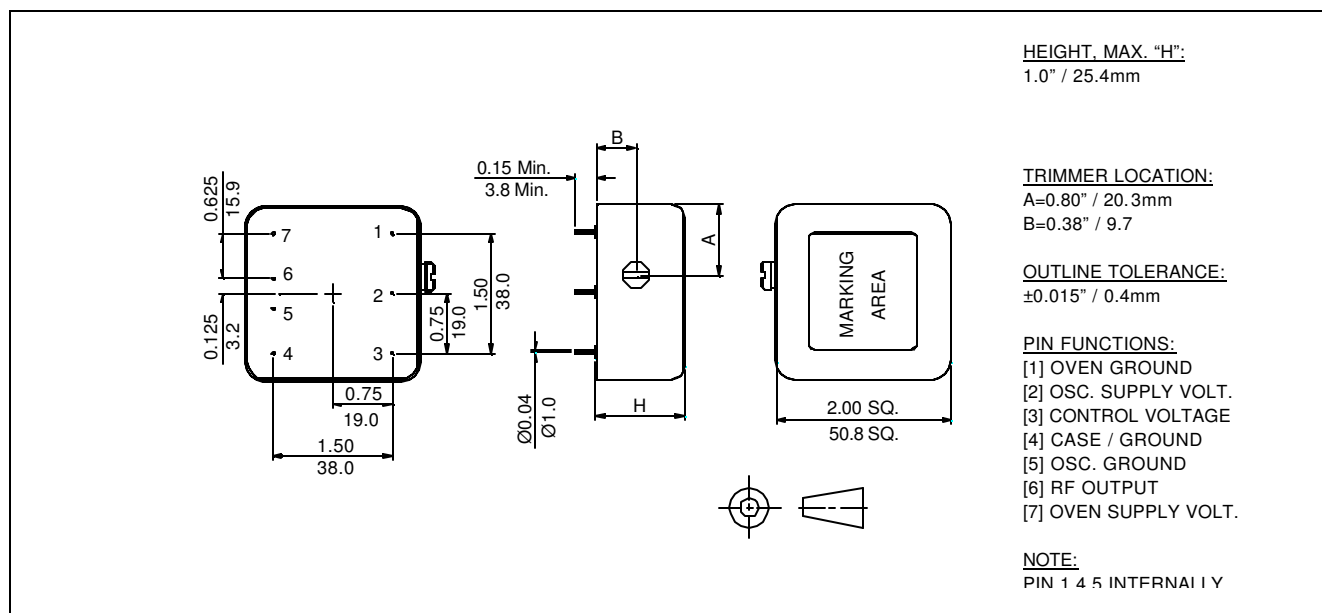 HEIGHT, MAX. “H”:
1.0” / 25.4mm
TRIMMER LOCATION:
A=0.80” / 20.3mm
B=0.38” / 9.7
OUTLINE TOLERANCE:
±0.015” / 0.4mm
PIN FUNCTIONS:
[1] OVEN GROUND
[2] OSC. SUPPLY VOLT.
[3] CONTROL VOLTAGE
[4] CASE / GROUND
[5] OSC. GROUND
[6] RF OUTPUT
[7] OVEN SUPPLY VOLT.
NOTE:
PIN 1,4,5 INTERNALLY
0.625
15.9
0.125
3.2
7
6
5
4
1
2
3
1.50
38.0
0.75
19.0
0.75
19.0
1.50
38.0
B
0.15 Min.
3.8 Min.
A
Ø0.04
Ø1.0
H
MARKING
AREA
2.00 SQ.
50.8 SQ.